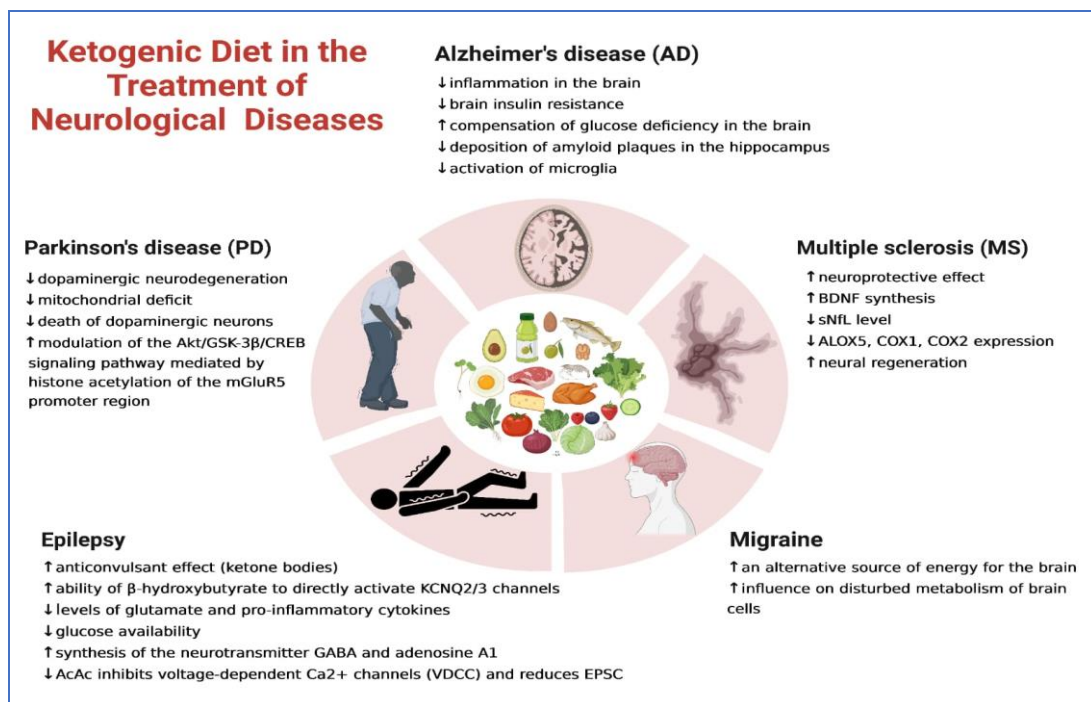 Ketogenic Diet in the
Treatment of
Neurological Diseases
Alzheimer's disease (AD)
↓inflammation in the brain
↓brain insulin resistance
↑compensation of glucose deficiency in the brain
↓deposition of amyloid plaques in the hippocampus
↓activation of microglia
Parkinson's disease (PD)
↓dopaminergic neurodegeneration
↓mitochondrial deficit
↓death of dopaminergic neurons
↑modulation of the Akt/GSK-3β/CREB
signaling pathway mediated by
histone acetylation of the mGluR5
promoter region
Multiple sclerosis (MS)
↑neuroprotective effect
↑BDNF synthesis
↓sNfL level
↓ALOX5, COX1, COX2 expression
↑neural regeneration
Epilepsy
↑anticonvulsant effect (ketone bodies)
↑ability of β-hydroxybutyrate to directly activate KCNQ2/3 channels
↓levels of glutamate and pro-inflammatory cytokines
↓glucose availability
↑synthesis of the neurotransmitter GABA and adenosine A1
↓AcAc inhibits voltage-dependent Ca2+ channels (VDCC) and reduces EPSC
Migraine
↑an alternative source of energy for the brain
↑influence on disturbed metabolism of brain
cells